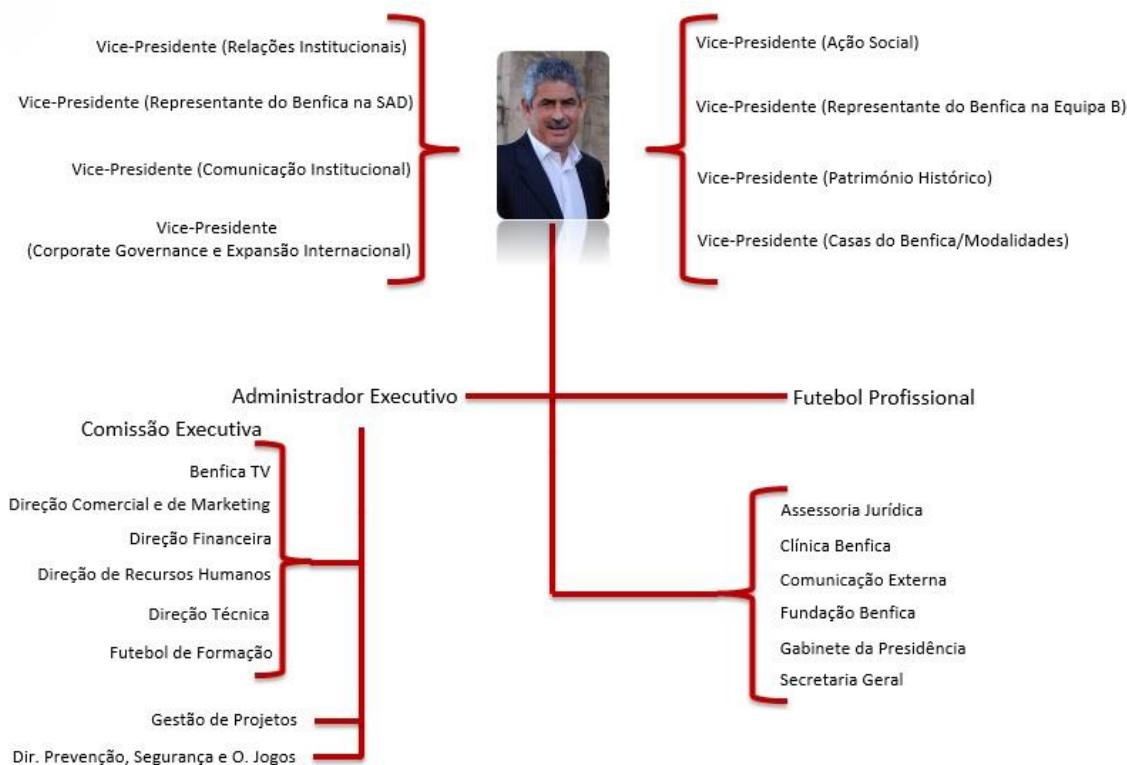 Vice-Presidente (Relações Institucionais)
Vice-Presidente (Representante do Benfica na SAD)
Vice-Presidente (Comunicação Institucional)
Vice-Presidente
(Corporate Governance e Expansão Internacional)
Vice-Presidente (Ação Social)
Vice-Presidente (Representante do Benfica na Equipa B)
Vice-Presidente (Património Histórico)
Vice-Presidente (Casas do Benfica/Modalidades)
Administrador Executivo
Futebol Profissional
Comissão Executiva
Benfica TV
Direção Comercial e de Marketing
Direção Financeira
Direção de Recursos Humanos
Direção Técnica
Futebol de Formação
Gestão de Projetos
Dir. Prevenção, Segurança e O. Jogos
Assessoria Jurídica
Clínica Benfica
Comunicação Externa
Fundação Benfica
Gabinete da Presidência
Secretaria Geral